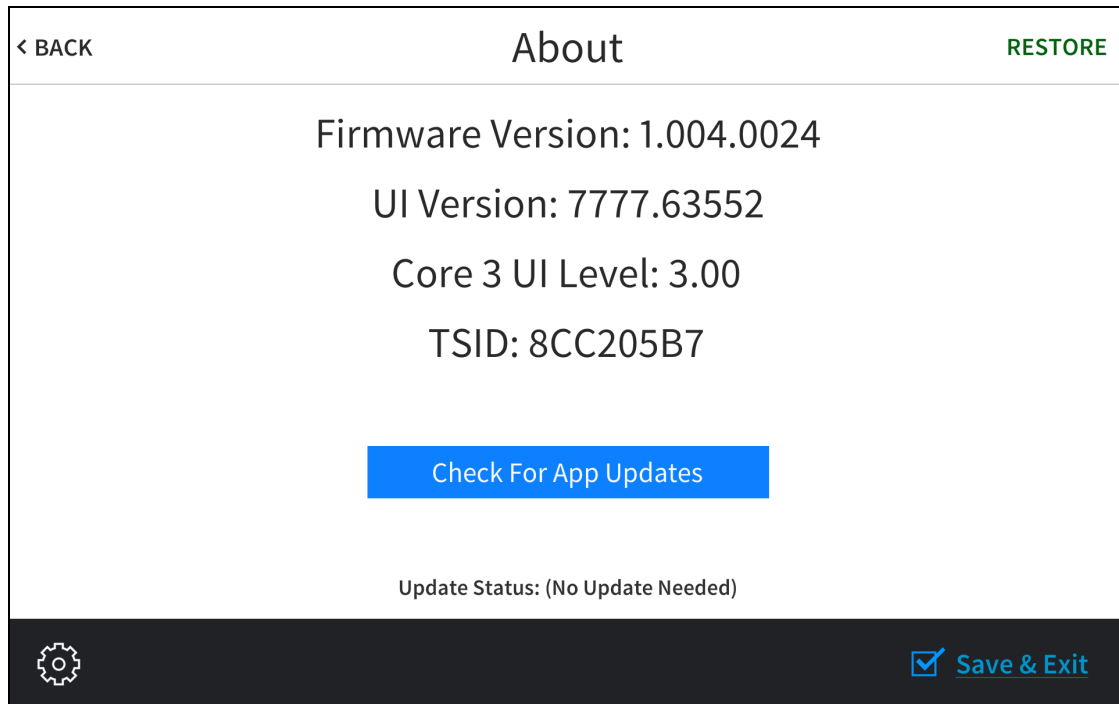 < BACK
About
RESTORE
Firmware Version: 1.004.0024
UI Version: 7777.63552
Core 3 UI Level: 3.00
TSID: 8CC205B7
Check For App Updates
Update Status: (No Update Needed)
Save & Exit